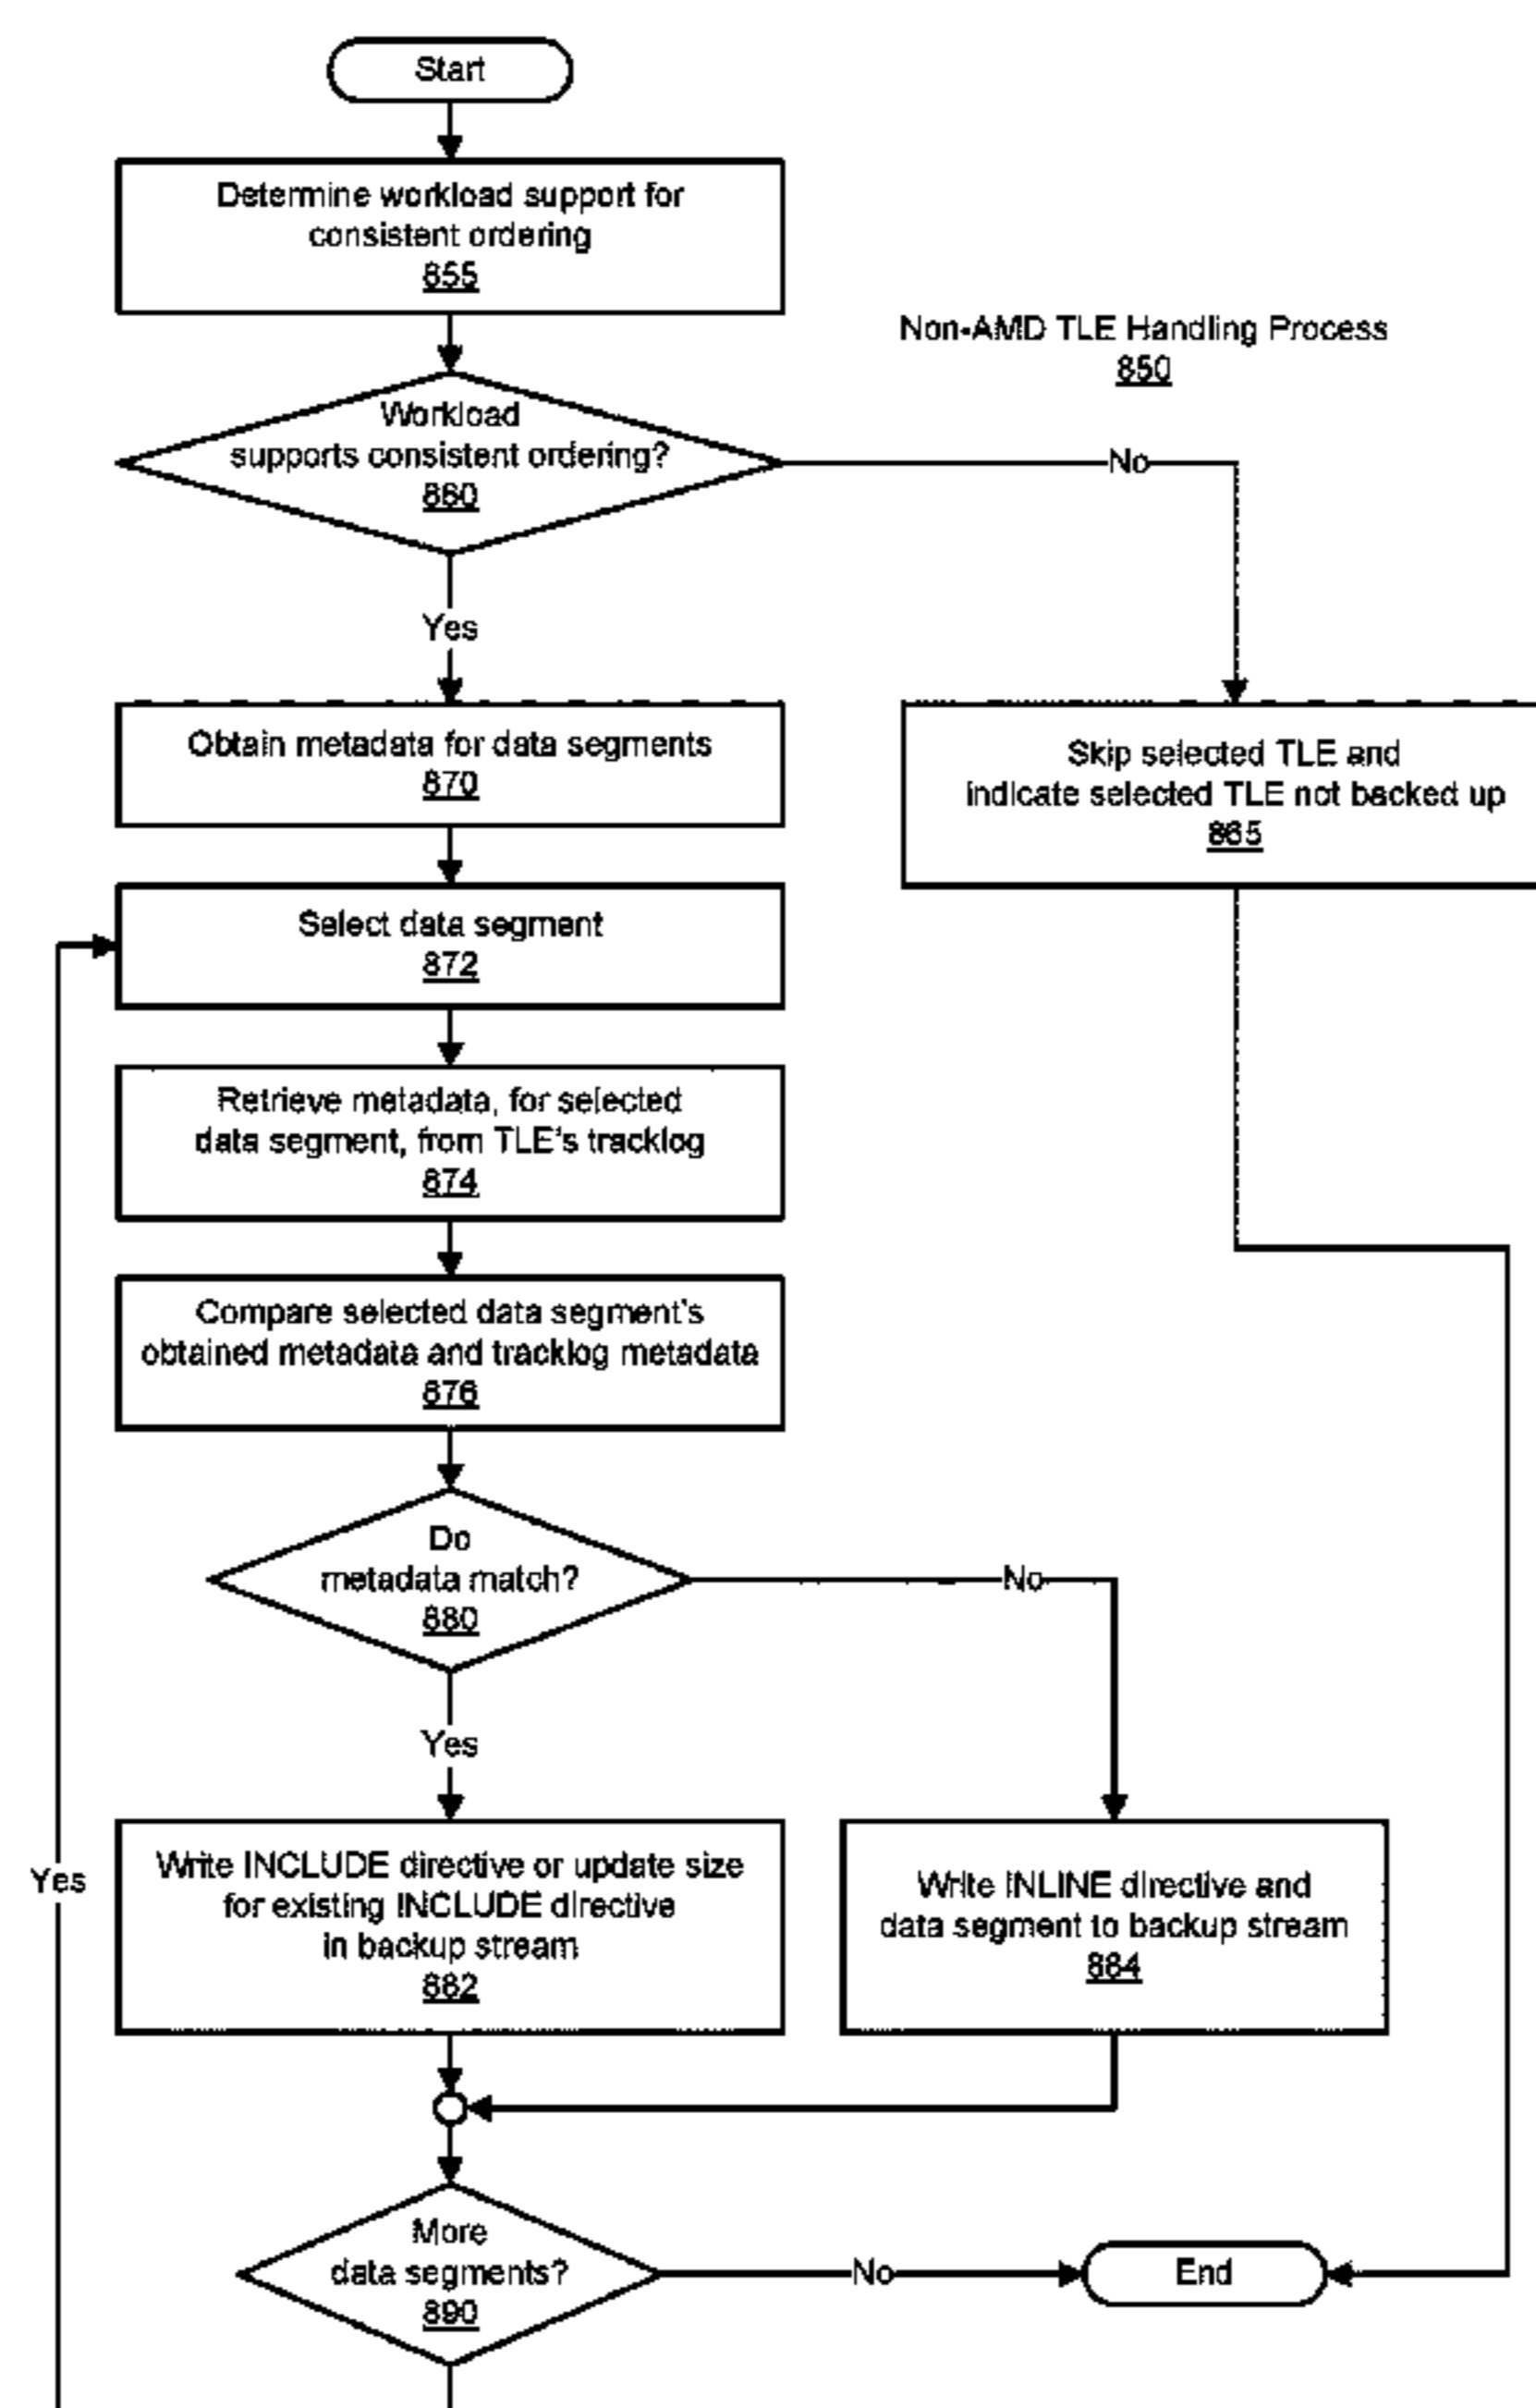 Start
Determine workload support for
consistent ordering
855
Non-AMD TLE Handling Process
850
Workload
supports consistent ordering?
860
No
Yes
Obtain metadata for data segments
870
Skip selected TLE and
indicate selected TLE not backed up
865
Select data segment
872
Retrieve metadata, for selected
data segment, from TLE's tracklog
874
Compare selected data segment's
obtained metadata and tracklog metadata
876
Do
metadata match?
880
No
Yes
Write INCLUDE directive or update size
for existing INCLUDE directive
in backup stream
882
Write INLINE directive and
data segment to backup stream
884
Yes
More
data segments?
890
No
End